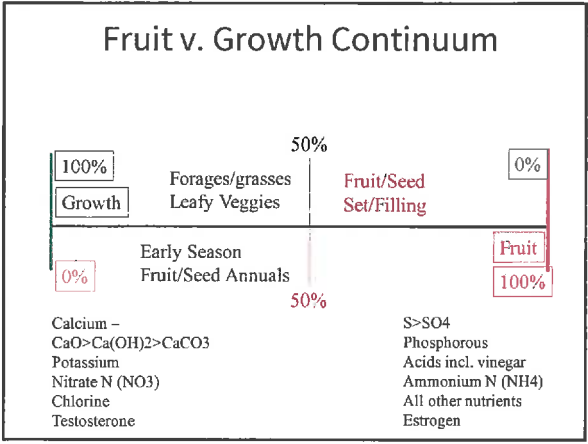 Fruit v. Growth Continuum
50%
100%
0%
Forages/grasses
Leafy Veggies
Fruit/Seed
Set/Filling
Growth
Early Season
Fruit/Seed Annuals
Fruit
0%
100%
50%
Calcium –
CaO>Ca(OH)2>CaCO3
Potassium
Nitrate N (NO3)
Chlorine
Testosterone
S>SO4
Phosphorous
Acids incl. vinegar
Ammonium N (NH4)
All other nutrients
Estrogen